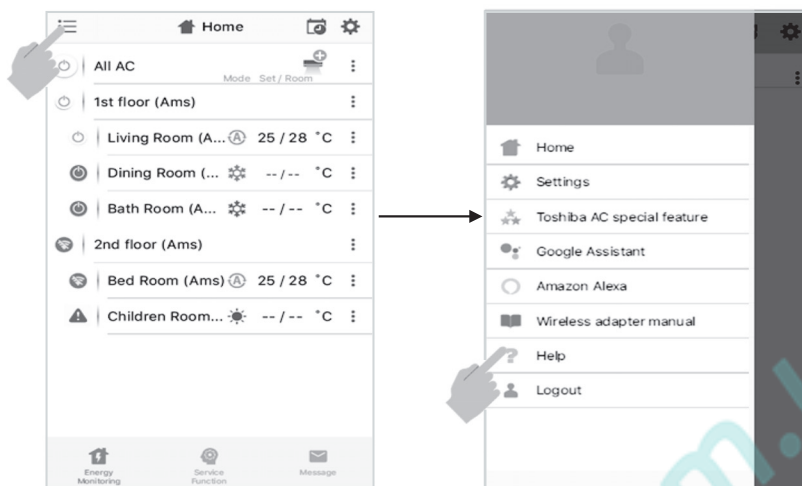 Home
All AC
Mode Set / Room
1st floor (Ams)
Living Room (A... A 25 / 28 °C
Dining Room (... -- / -- °C
Bath Room (A... -- / -- °C
2nd floor (Ams)
Bed Room (Ams) A 25 / 28 °C
Children Room... -- / -- °C
Energy Monitoring
Service Function
Message
Home
Settings
Toshiba AC special feature
Google Assistant
Amazon Alexa
Wireless adapter manual
Help
Logout